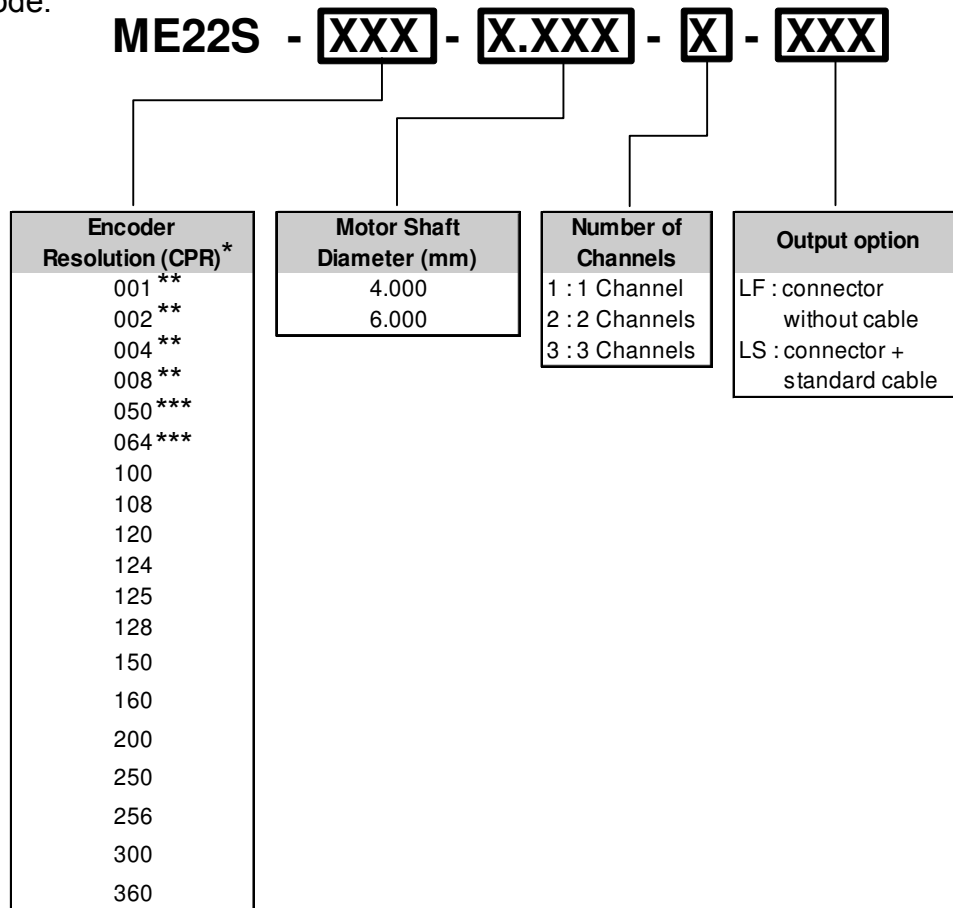 ode:
ME22S - XXX - X.XXX - X - XXX
Encoder
Resolution (CPR)*
001 **
002 **
004 **
008 **
050 ***
064 ***
100
108
120
124
125
128
150
160
200
250
256
300
360
Motor Shaft
Diameter (mm)
4.000
6.000
Number of
Channels
1 : 1 Channel
2 : 2 Channels
3 : 3 Channels
Output option
LF : connector
without cable
LS : connector +
standard cable